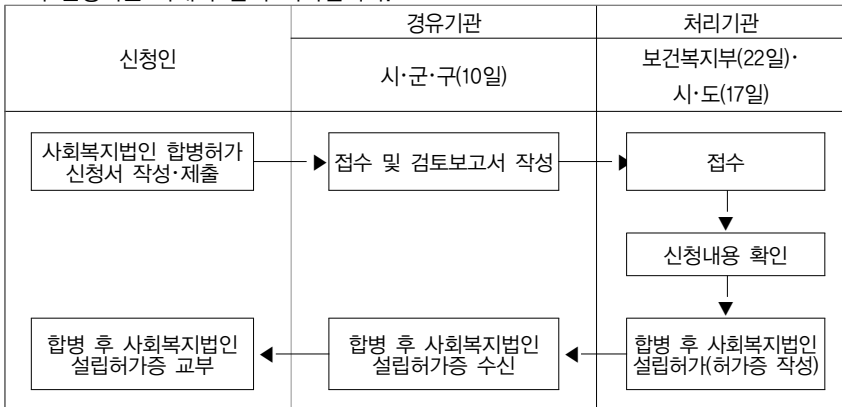 경유기관
처리기관
신청인
시·군·구(10일)
보건복지부(22일)·
시·도(17일)
사회복지법인 합병허가
신청서 작성·제출
접수 및 검토보고서 작성
접수
신청내용 확인
합병 후 사회복지법인
설립허가증 교부
합병 후 사회복지법인
설립허가증 수신
합병 후 사회복지법인
설립허가(허가증 작성)